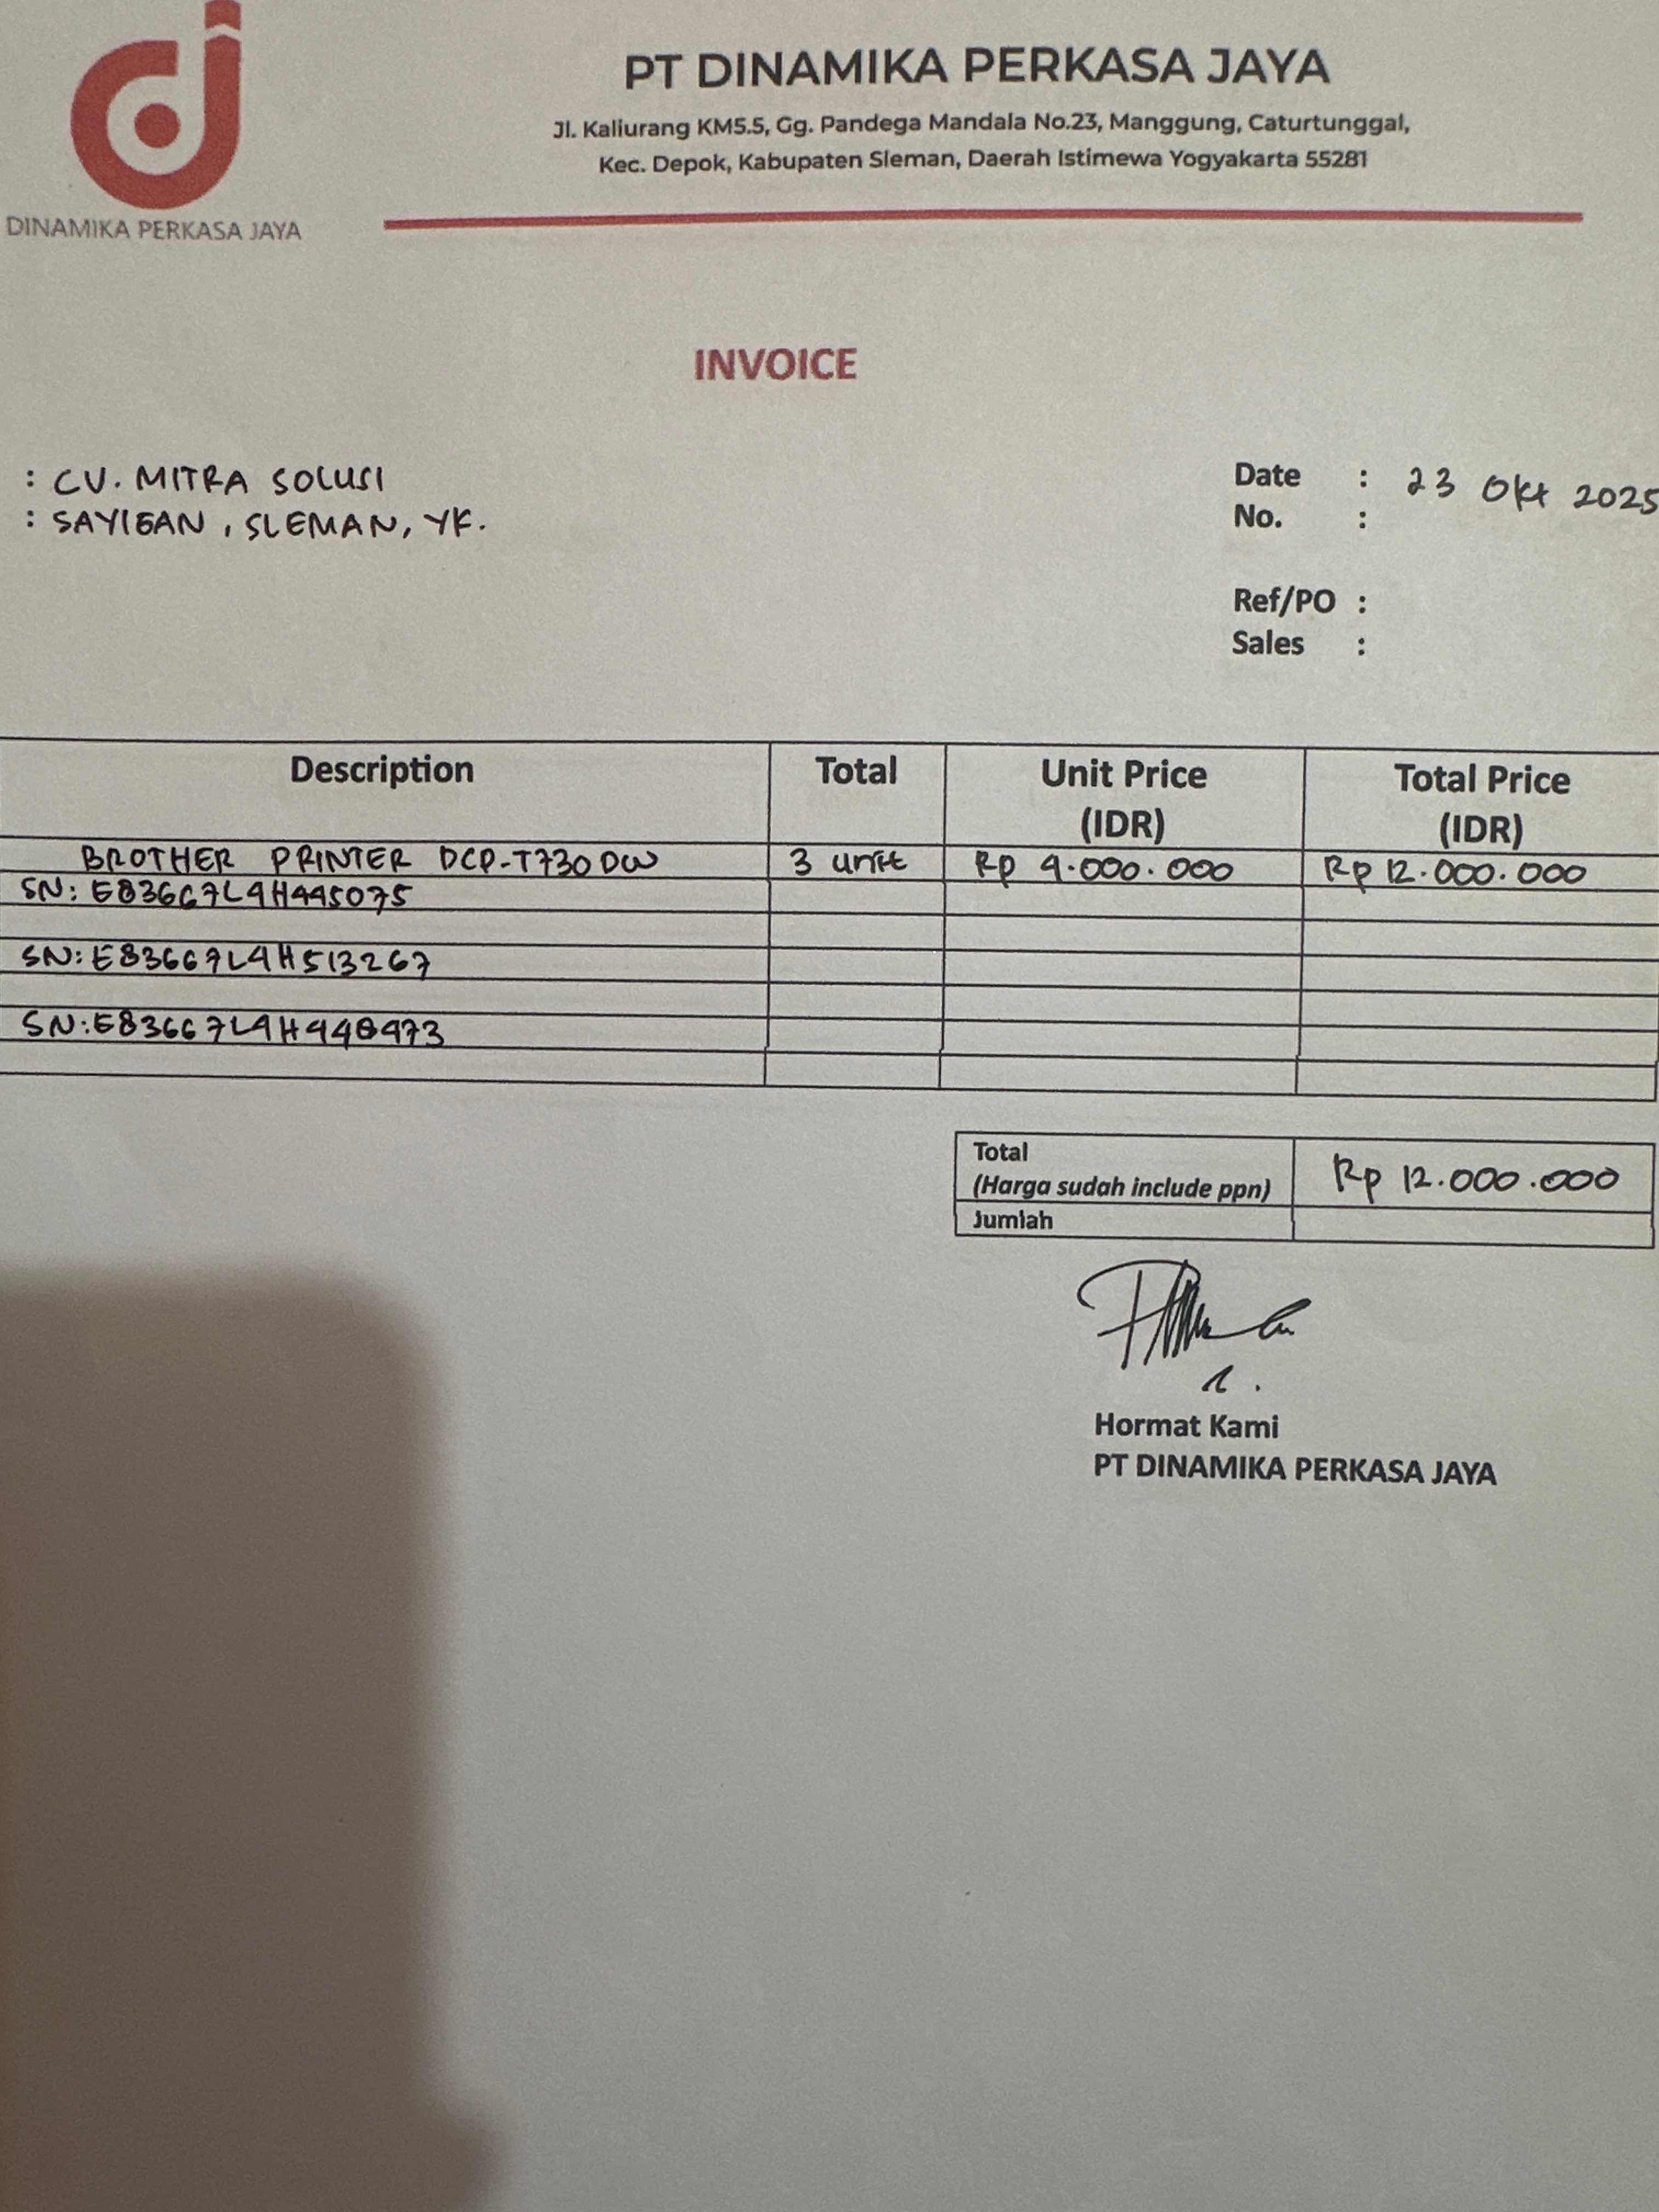 PT DINAMIKA PERKASA JAYA
Jl. Kaliurang KM5.5, Gg. Pandega Mandala No.23, Manggung, Caturtunggal,
Kec. Depok, Kabupaten Sleman, Daerah Istimewa Yogyakarta 55281
DINAMIKA PERKASA JAYA
INVOICE
: CV. MITRA SOLUSI
: SAYIGAN, SLEMAN, YK.
Date : 23 Okt 2025
No. :
Ref/PO :
Sales :
Description Total Unit Price (IDR) Total Price (IDR)
BROTHER PRINTER DCP-T730DW 3 unit Rp 4.000.000 Rp 12.000.000
SN: E83667L4H445075
SN: E83667L4H513267
SN: E83667L4H448473
Total
(Harga sudah include ppn) Rp 12.000.000
Jumlah
Hormat Kami
PT DINAMIKA PERKASA JAYA